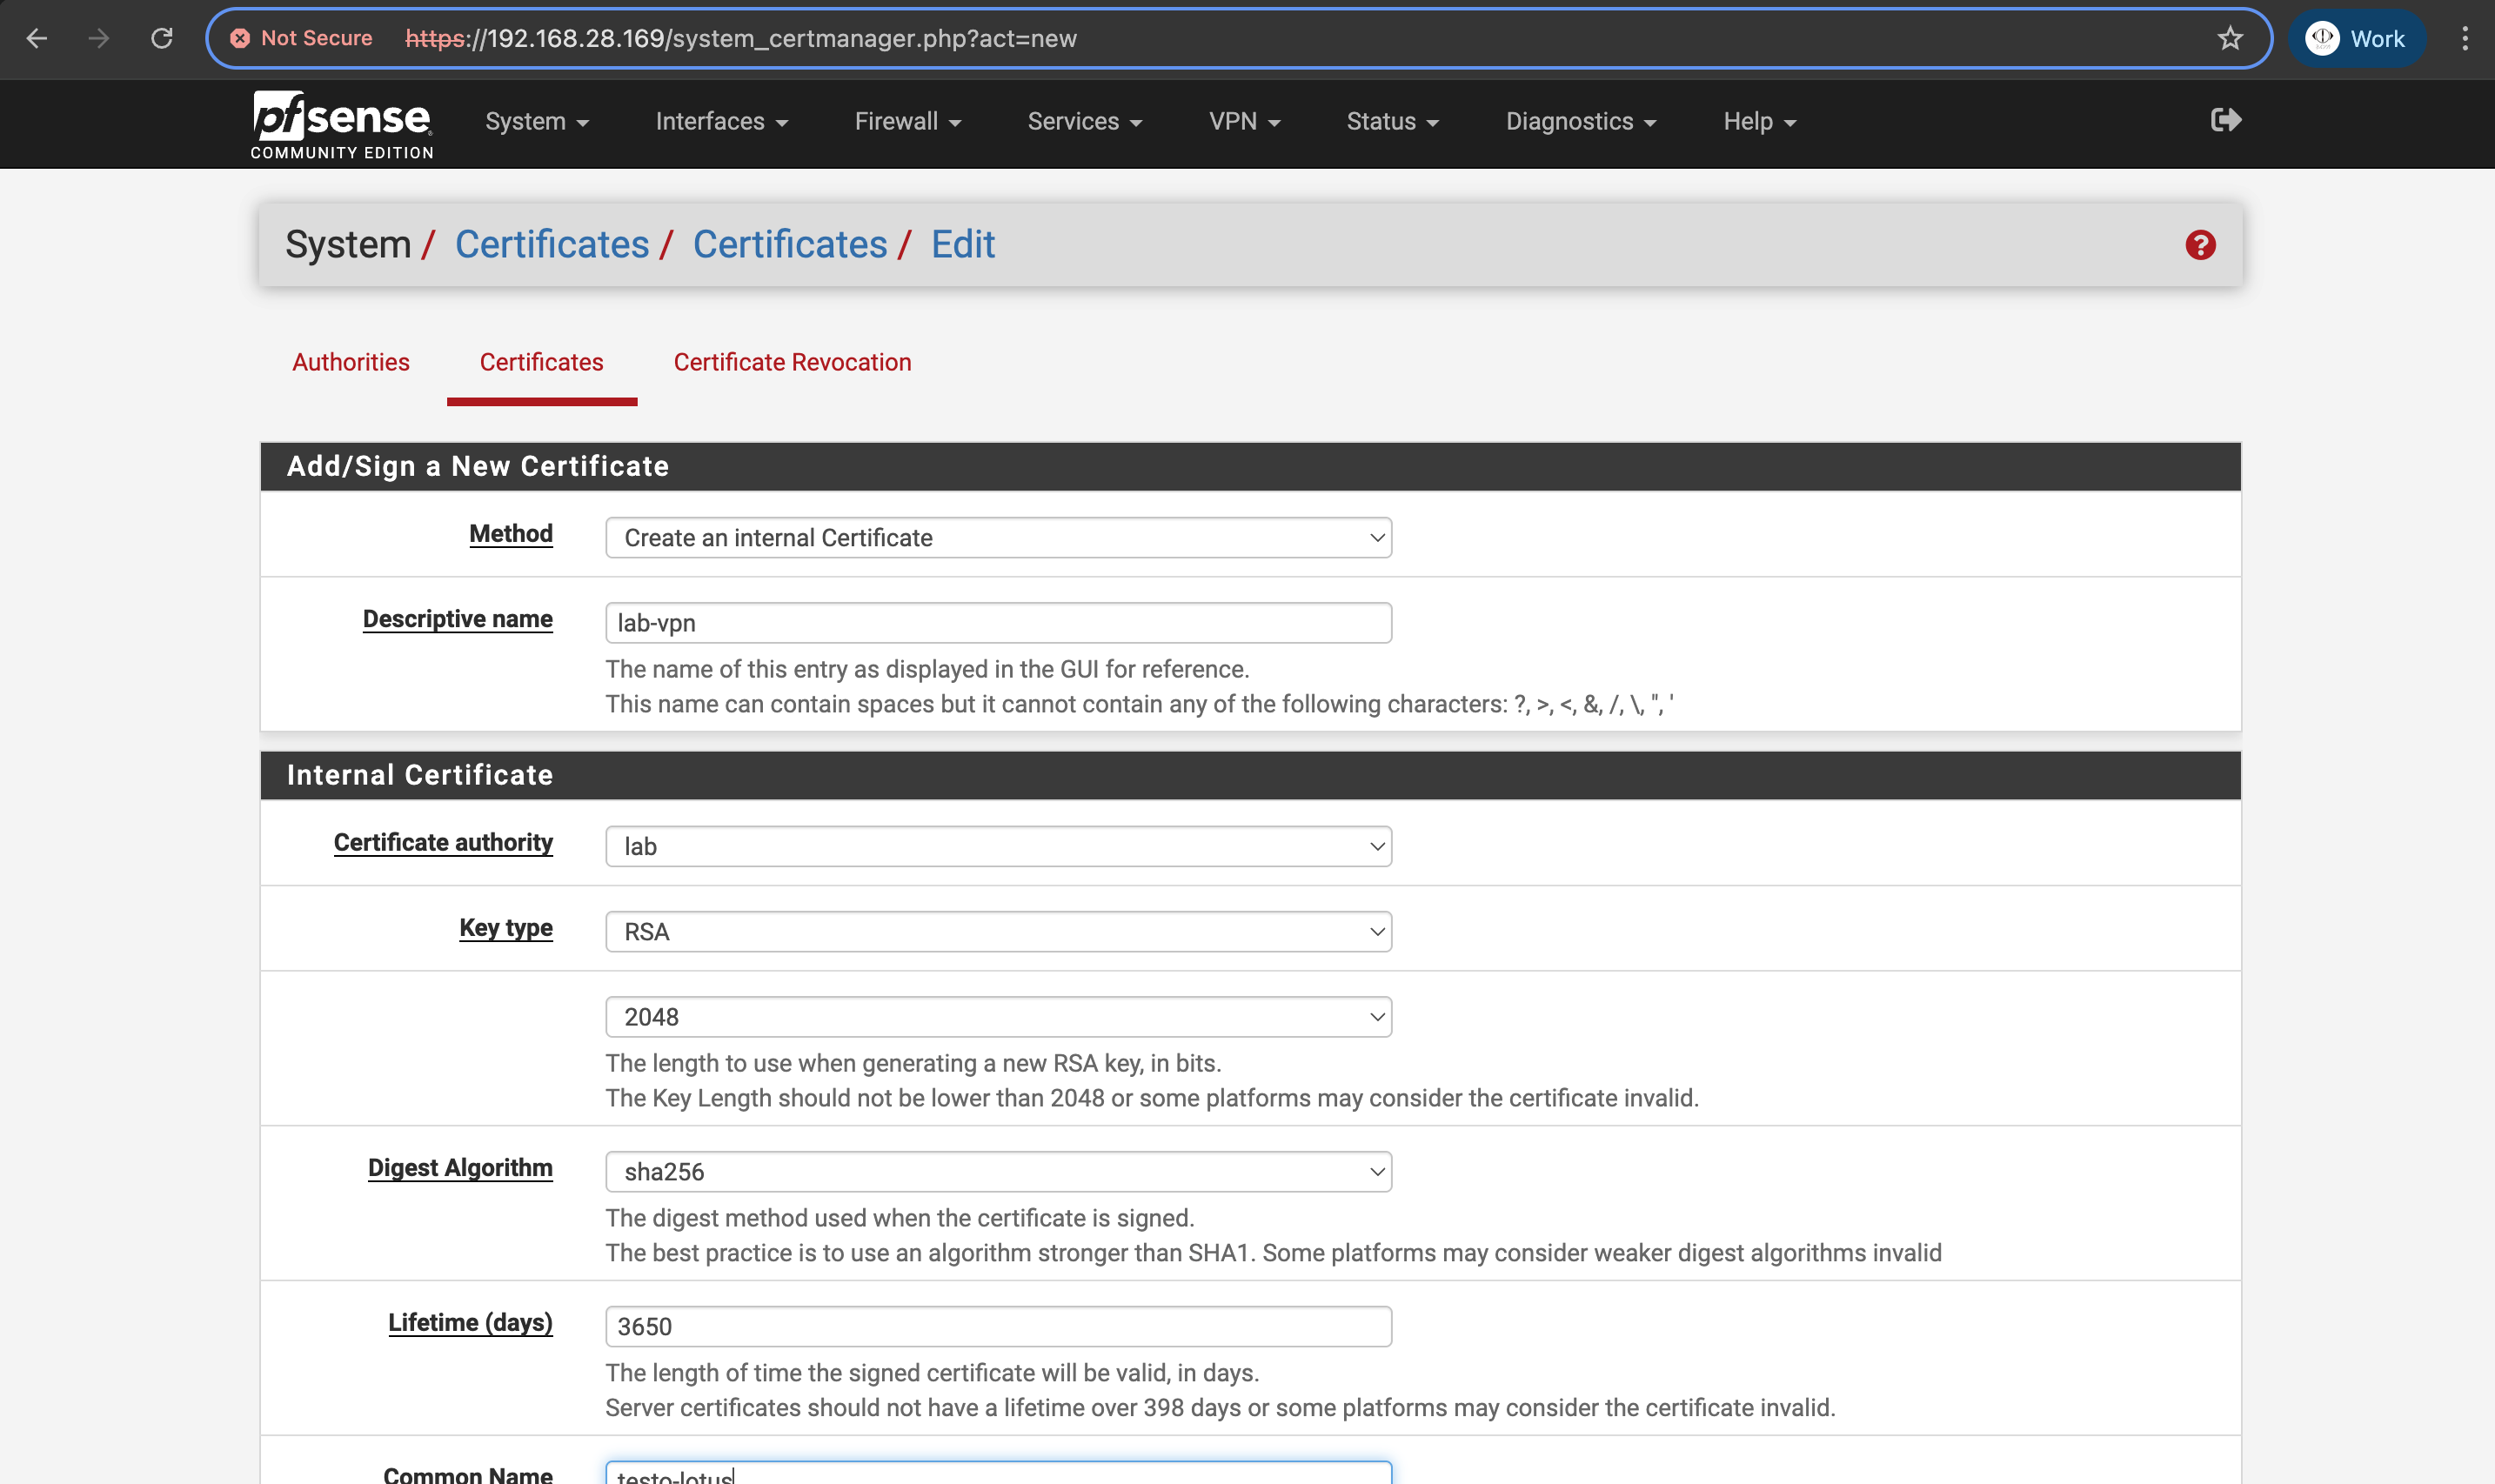 Not Secure https://192.168.28.169/system_certmanager.php?act=new Work
pfsense System Interfaces Firewall Services VPN Status Diagnostics Help
COMMUNITY EDITION
System / Certificates / Certificates / Edit
Authorities Certificates Certificate Revocation
Add/Sign a New Certificate
Method Create an internal Certificate
Descriptive name lab-vpn
The name of this entry as displayed in the GUI for reference.
This name can contain spaces but it cannot contain any of the following characters: ?, >, <, &, /, \, ", '
Internal Certificate
Certificate authority lab
Key type RSA
2048
The length to use when generating a new RSA key, in bits.
The Key Length should not be lower than 2048 or some platforms may consider the certificate invalid.
Digest Algorithm sha256
The digest method used when the certificate is signed.
The best practice is to use an algorithm stronger than SHA1. Some platforms may consider weaker digest algorithms invalid
Lifetime (days) 3650
The length of time the signed certificate will be valid, in days.
Server certificates should not have a lifetime over 398 days or some platforms may consider the certificate invalid.
Common Name testo-lotus